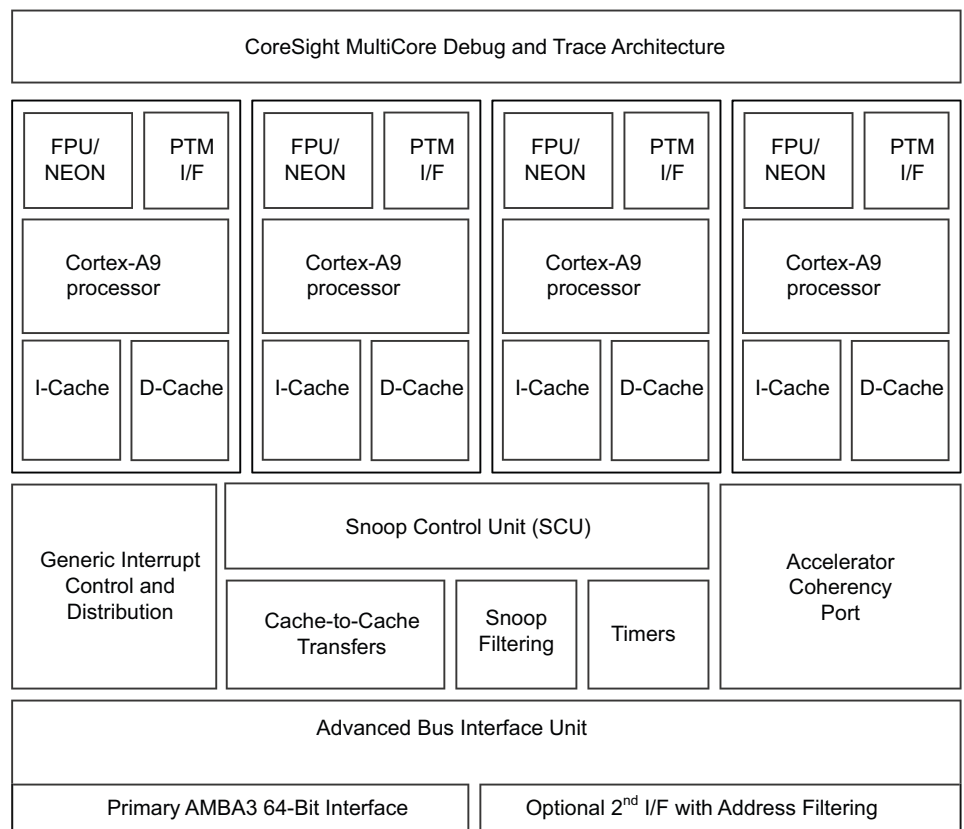 CoreSight MultiCore Debug and Trace Architecture
FPU/
NEON
PTM
I/F
Cortex-A9
processor
I-Cache
D-Cache
FPU/
NEON
PTM
I/F
Cortex-A9
processor
I-Cache
D-Cache
FPU/
NEON
PTM
I/F
Cortex-A9
processor
I-Cache
D-Cache
FPU/
NEON
PTM
I/F
Cortex-A9
processor
I-Cache
D-Cache
Generic Interrupt
Control and
Distribution
Snoop Control Unit (SCU)
Cache-to-Cache
Transfers
Snoop
Filtering
Timers
Accelerator
Coherency
Port
Advanced Bus Interface Unit
Primary AMBA3 64-Bit Interface
Optional 2nd I/F with Address Filtering